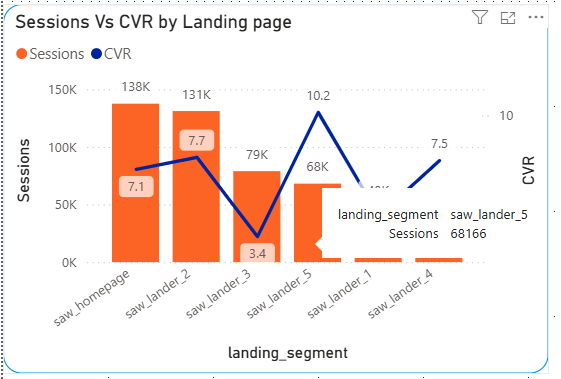 Sessions Vs CVR by Landing page
Sessions CVR
150K
100K
50K
0K
Sessions
138K
131K
79K
68K
7.1
7.7
3.4
10.2
7.5
10
CVR
landing_segment saw_lander_5
Sessions 68166
saw_homepage
saw_lander_2
saw_lander_3
saw_lander_5
saw_lander_1
saw_lander_4
landing_segment